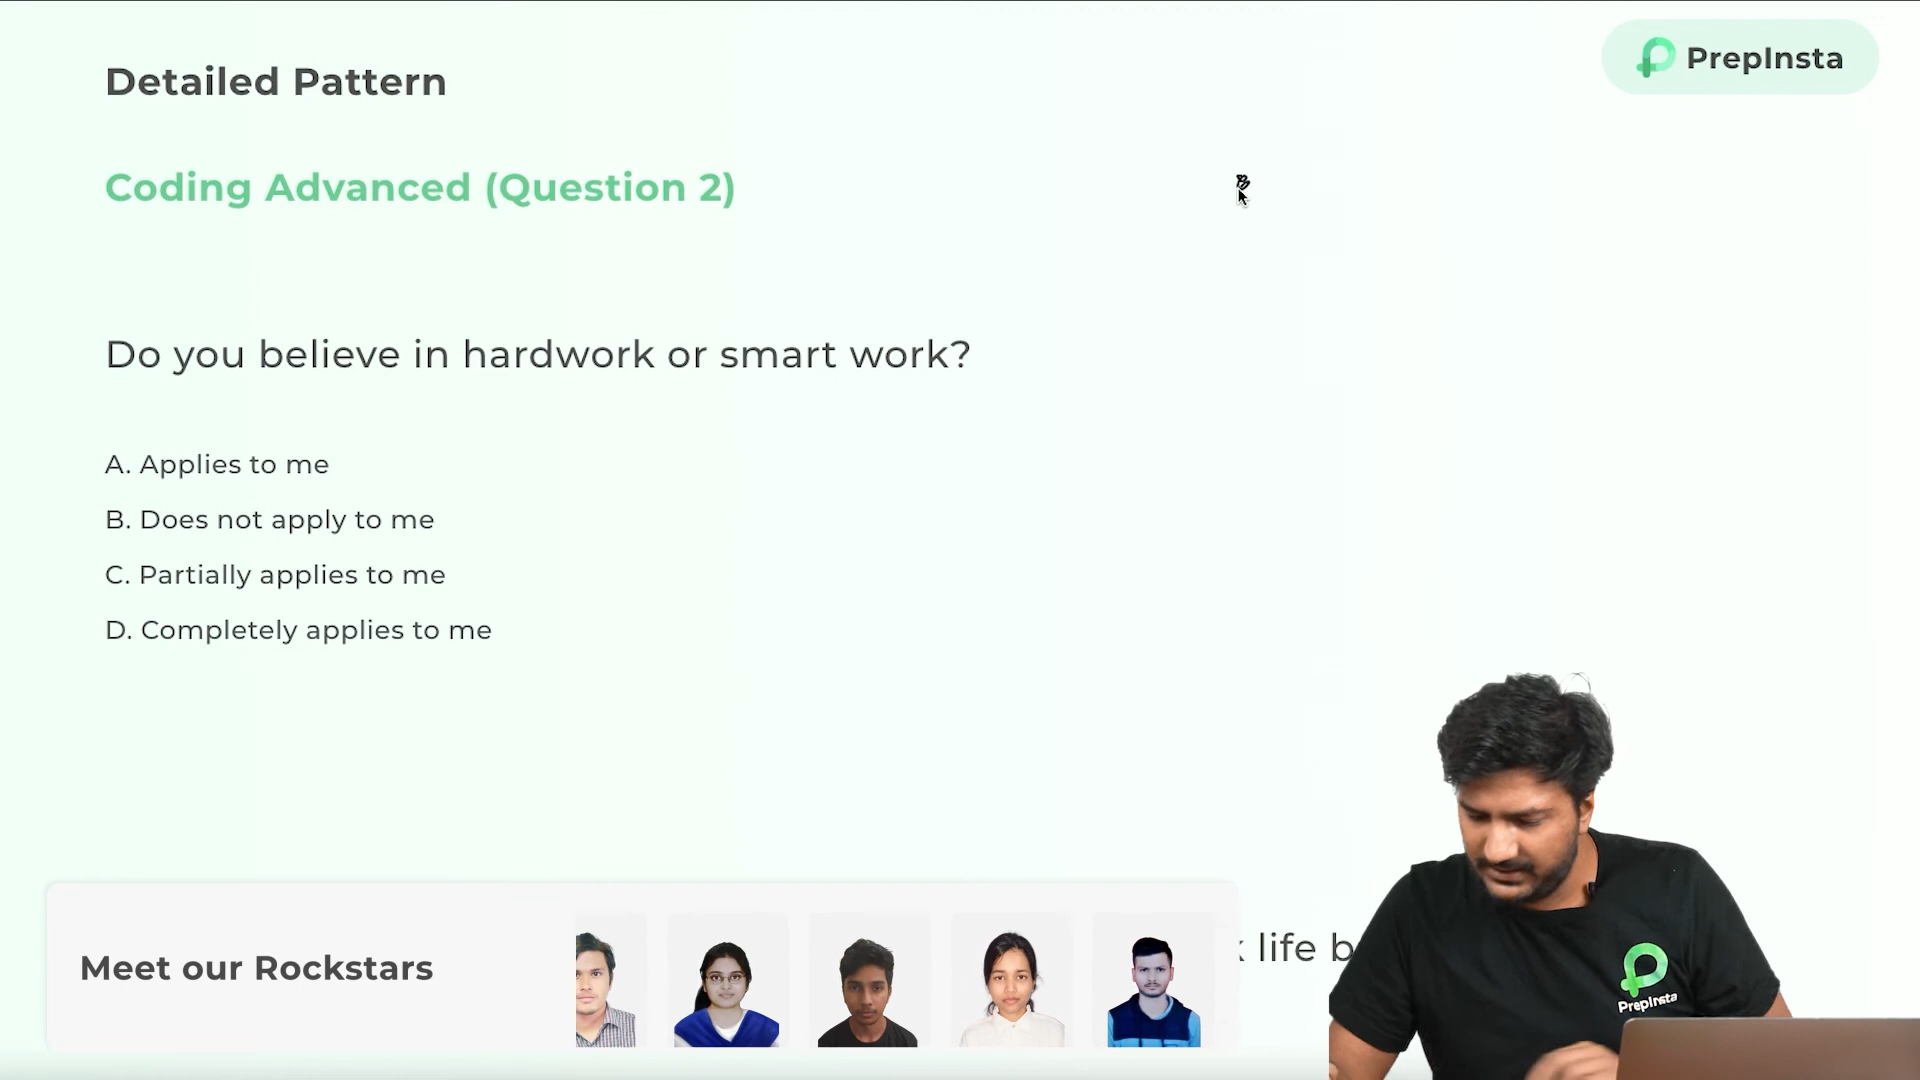 Detailed Pattern
PrepInsta
Coding Advanced (Question 2)
Do you believe in hardwork or smart work?
A. Applies to me
B. Does not apply to me
C. Partially applies to me
D. Completely applies to me
Meet our Rockstars
life
PrepInsta